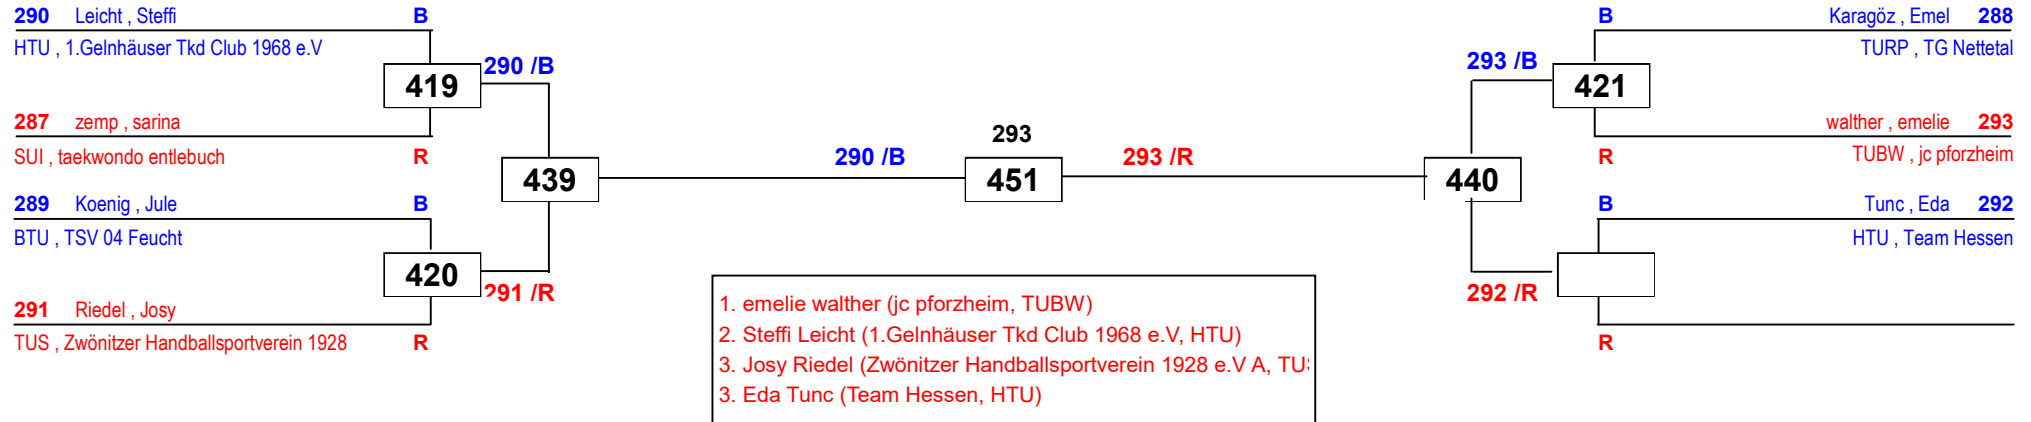 290 Leicht , Steffi B
HTU , 1.Gelnhäuser Tkd Club 1968 e.V
419
290 /B
287 zemp , sarina
SUI , taekwondo entlebuch R
439
289 Koenig , Jule B
BTU , TSV 04 Feucht
420
291 /R
291 Riedel , Josy
TUS , Zwönitzer Handballsportverein 1928 R
290 /B
293
451
293 /R
B Karagöz , Emel 288
TURP , TG Nettetal
293 /B
421
walther , emelie 293
R TUBW , jc pforzheim
440
B Tunc , Eda 292
HTU , Team Hessen
292 /R
R
1. emelie walther (jc pforzheim, TUBW)
2. Steffi Leicht (1.Gelnhäuser Tkd Club 1968 e.V, HTU)
3. Josy Riedel (Zwönitzer Handballsportverein 1928 e.V A, TU
3. Eda Tunc (Team Hessen, HTU)